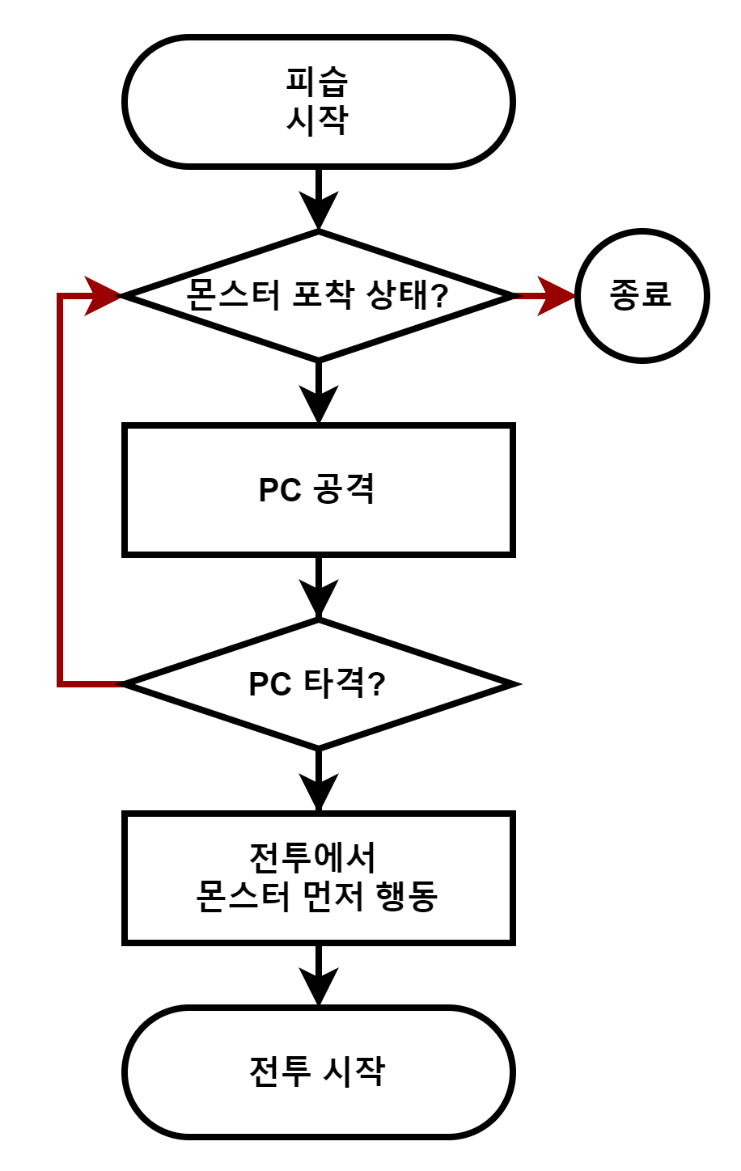 피습
시작
몬스터 포착 상태?
종료
PC 공격
PC 타격?
전투에서
몬스터 먼저 행동
전투 시작